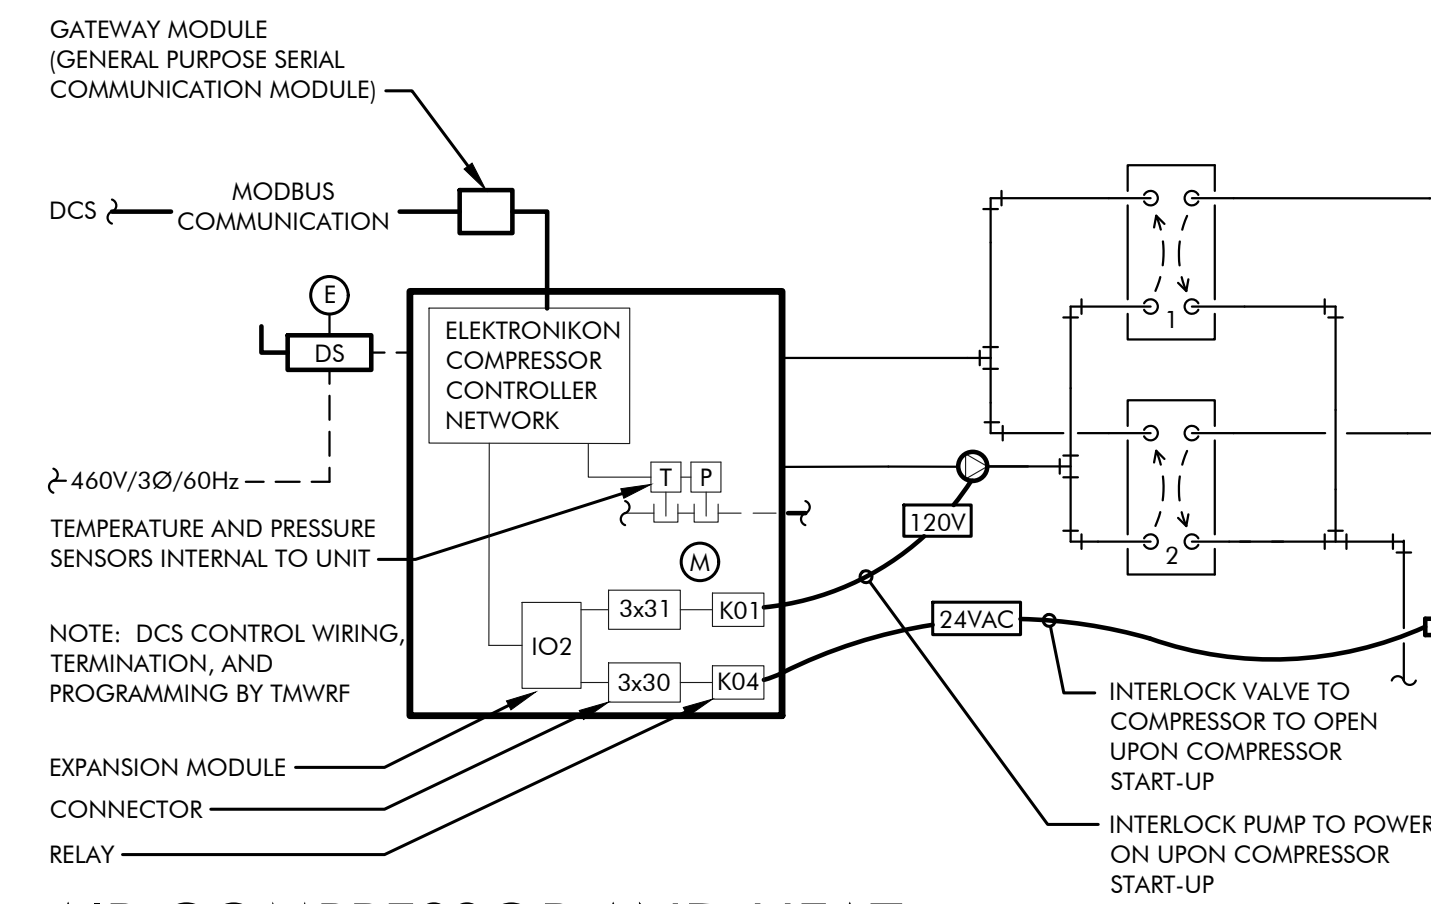 GATEWAY MODULE
(GENERAL PURPOSE SERIAL
COMMUNICATION MODULE)
DCS
MODBUS
COMMUNICATION
E
DS
460V/3Ø/60Hz
ELEKTRONIKON
COMPRESSOR
CONTROLLER
NETWORK
T
P
TEMPERATURE AND PRESSURE
SENSORS INTERNAL TO UNIT
M
NOTE: DCS CONTROL WIRING,
TERMINATION, AND
PROGRAMMING BY TMWRF
IO2
3x31
K01
3x30
K04
EXPANSION MODULE
CONNECTOR
RELAY
120V
24VAC
1
2
INTERLOCK VALVE TO
COMPRESSOR TO OPEN
UPON COMPRESSOR
START-UP
INTERLOCK PUMP TO POWER
ON UPON COMPRESSOR
START-UP